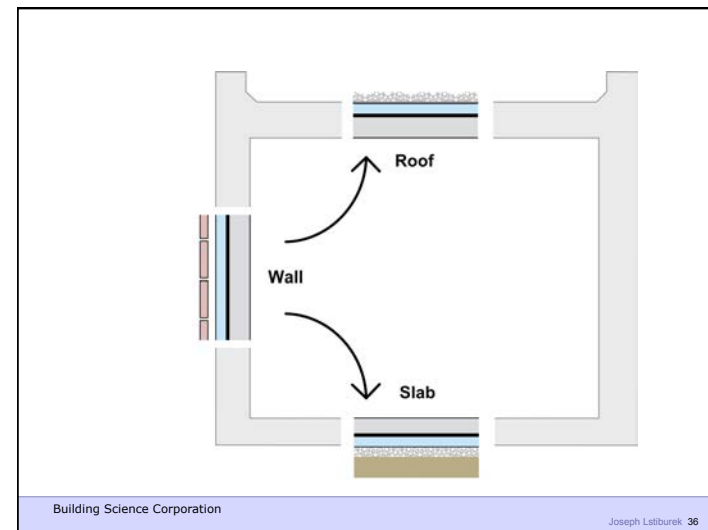 Roof
Wall
Slab
Building Science Corporation
Joseph Lstiburek 36